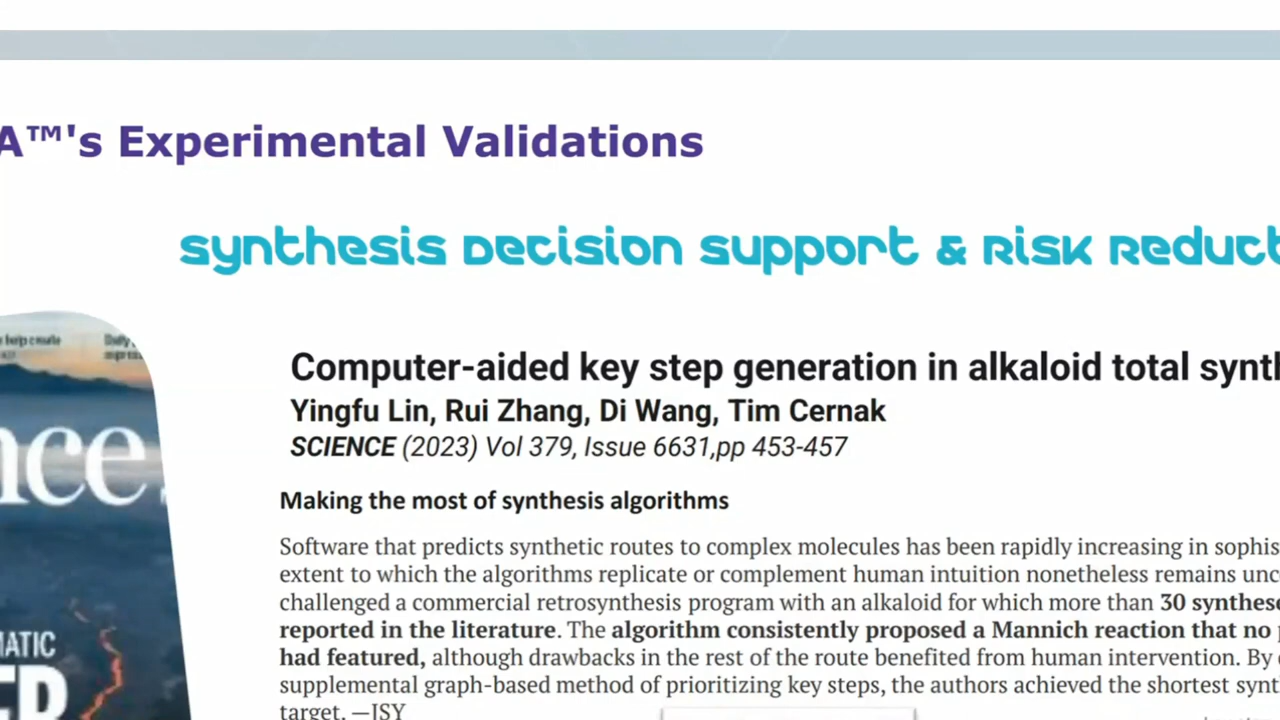 A™'s Experimental Validations
synthesis Decision support & Risk Reduct
help create
Daily
nce
Computer-aided key step generation in alkaloid total synth
Yingfu Lin, Rui Zhang, Di Wang, Tim Cernak
SCIENCE (2023) Vol 379, Issue 6631,pp 453-457
Making the most of synthesis algorithms
Software that predicts synthetic routes to complex molecules has been rapidly increasing in sophis
extent to which the algorithms replicate or complement human intuition nonetheless remains unc
challenged a commercial retrosynthesis program with an alkaloid for which more than 30 synthese
reported in the literature. The algorithm consistently proposed a Mannich reaction that no p
had featured, although drawbacks in the rest of the route benefited from human intervention. By
supplemental graph-based method of prioritizing key steps, the authors achieved the shortest synt
target. —JSY
MATIC
ER